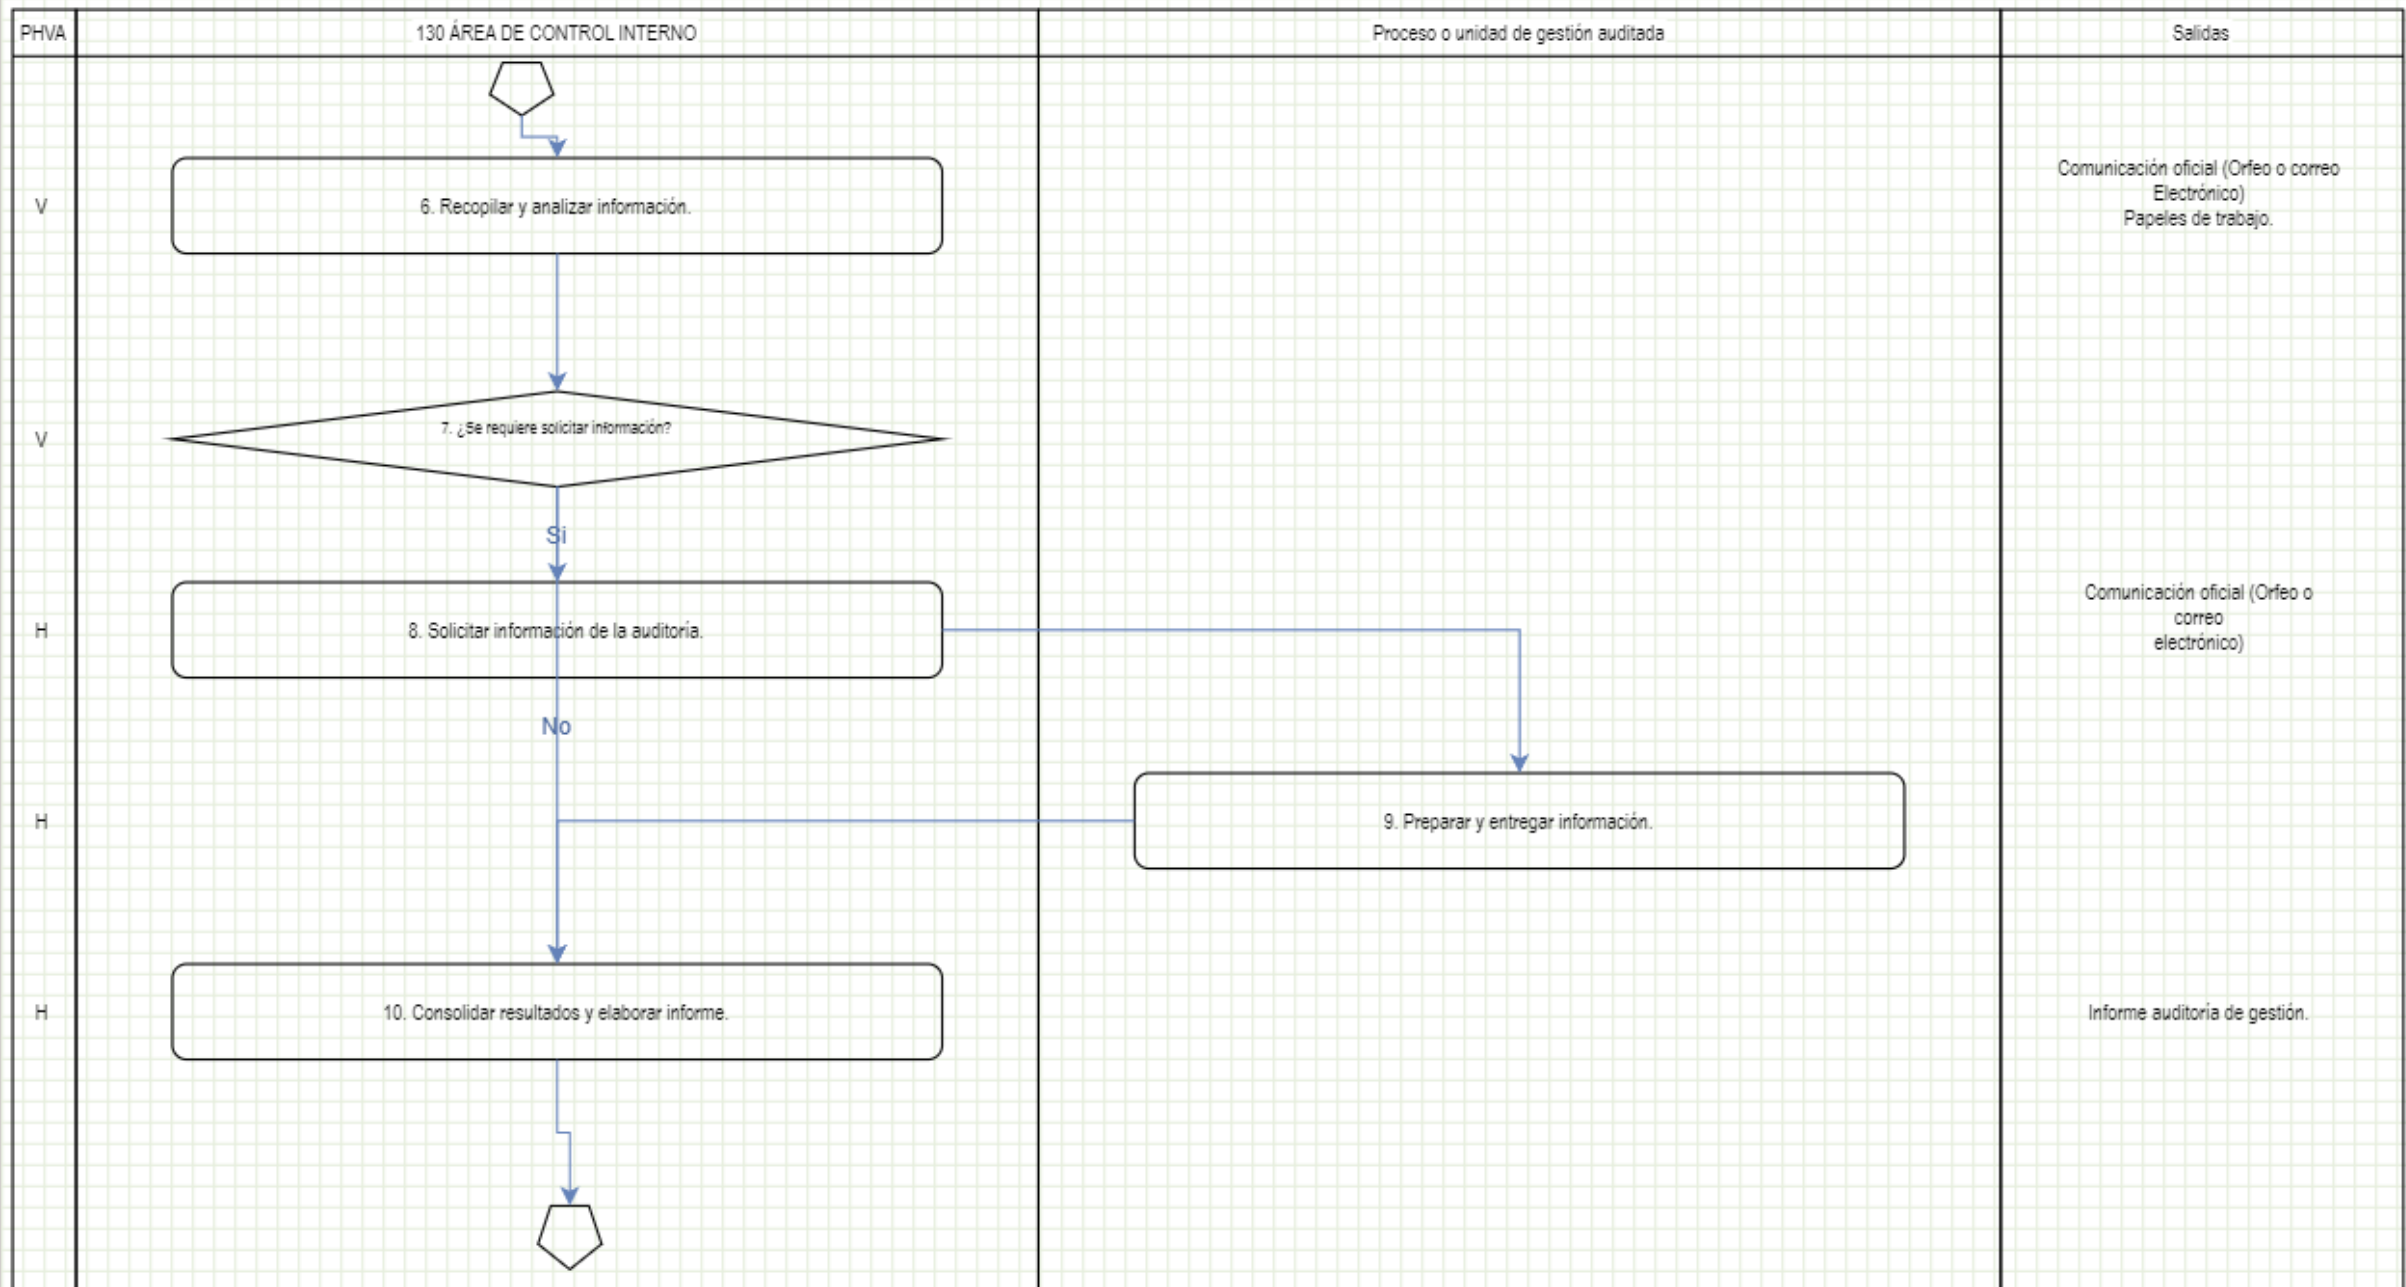 PHVA
130 ÁREA DE CONTROL INTERNO
Proceso o unidad de gestión auditada
Salidas
V
6. Recopilar y analizar información.
Comunicación oficial (Orfeo o correo
Electrónico)
Papeles de trabajo.
V
7. ¿Se requiere solicitar información?
Si
H
8. Solicitar información de la auditoría.
Comunicación oficial (Orfeo o
correo
electrónico)
No
H
9. Preparar y entregar información.
H
10. Consolidar resultados y elaborar informe.
Informe auditoría de gestión.